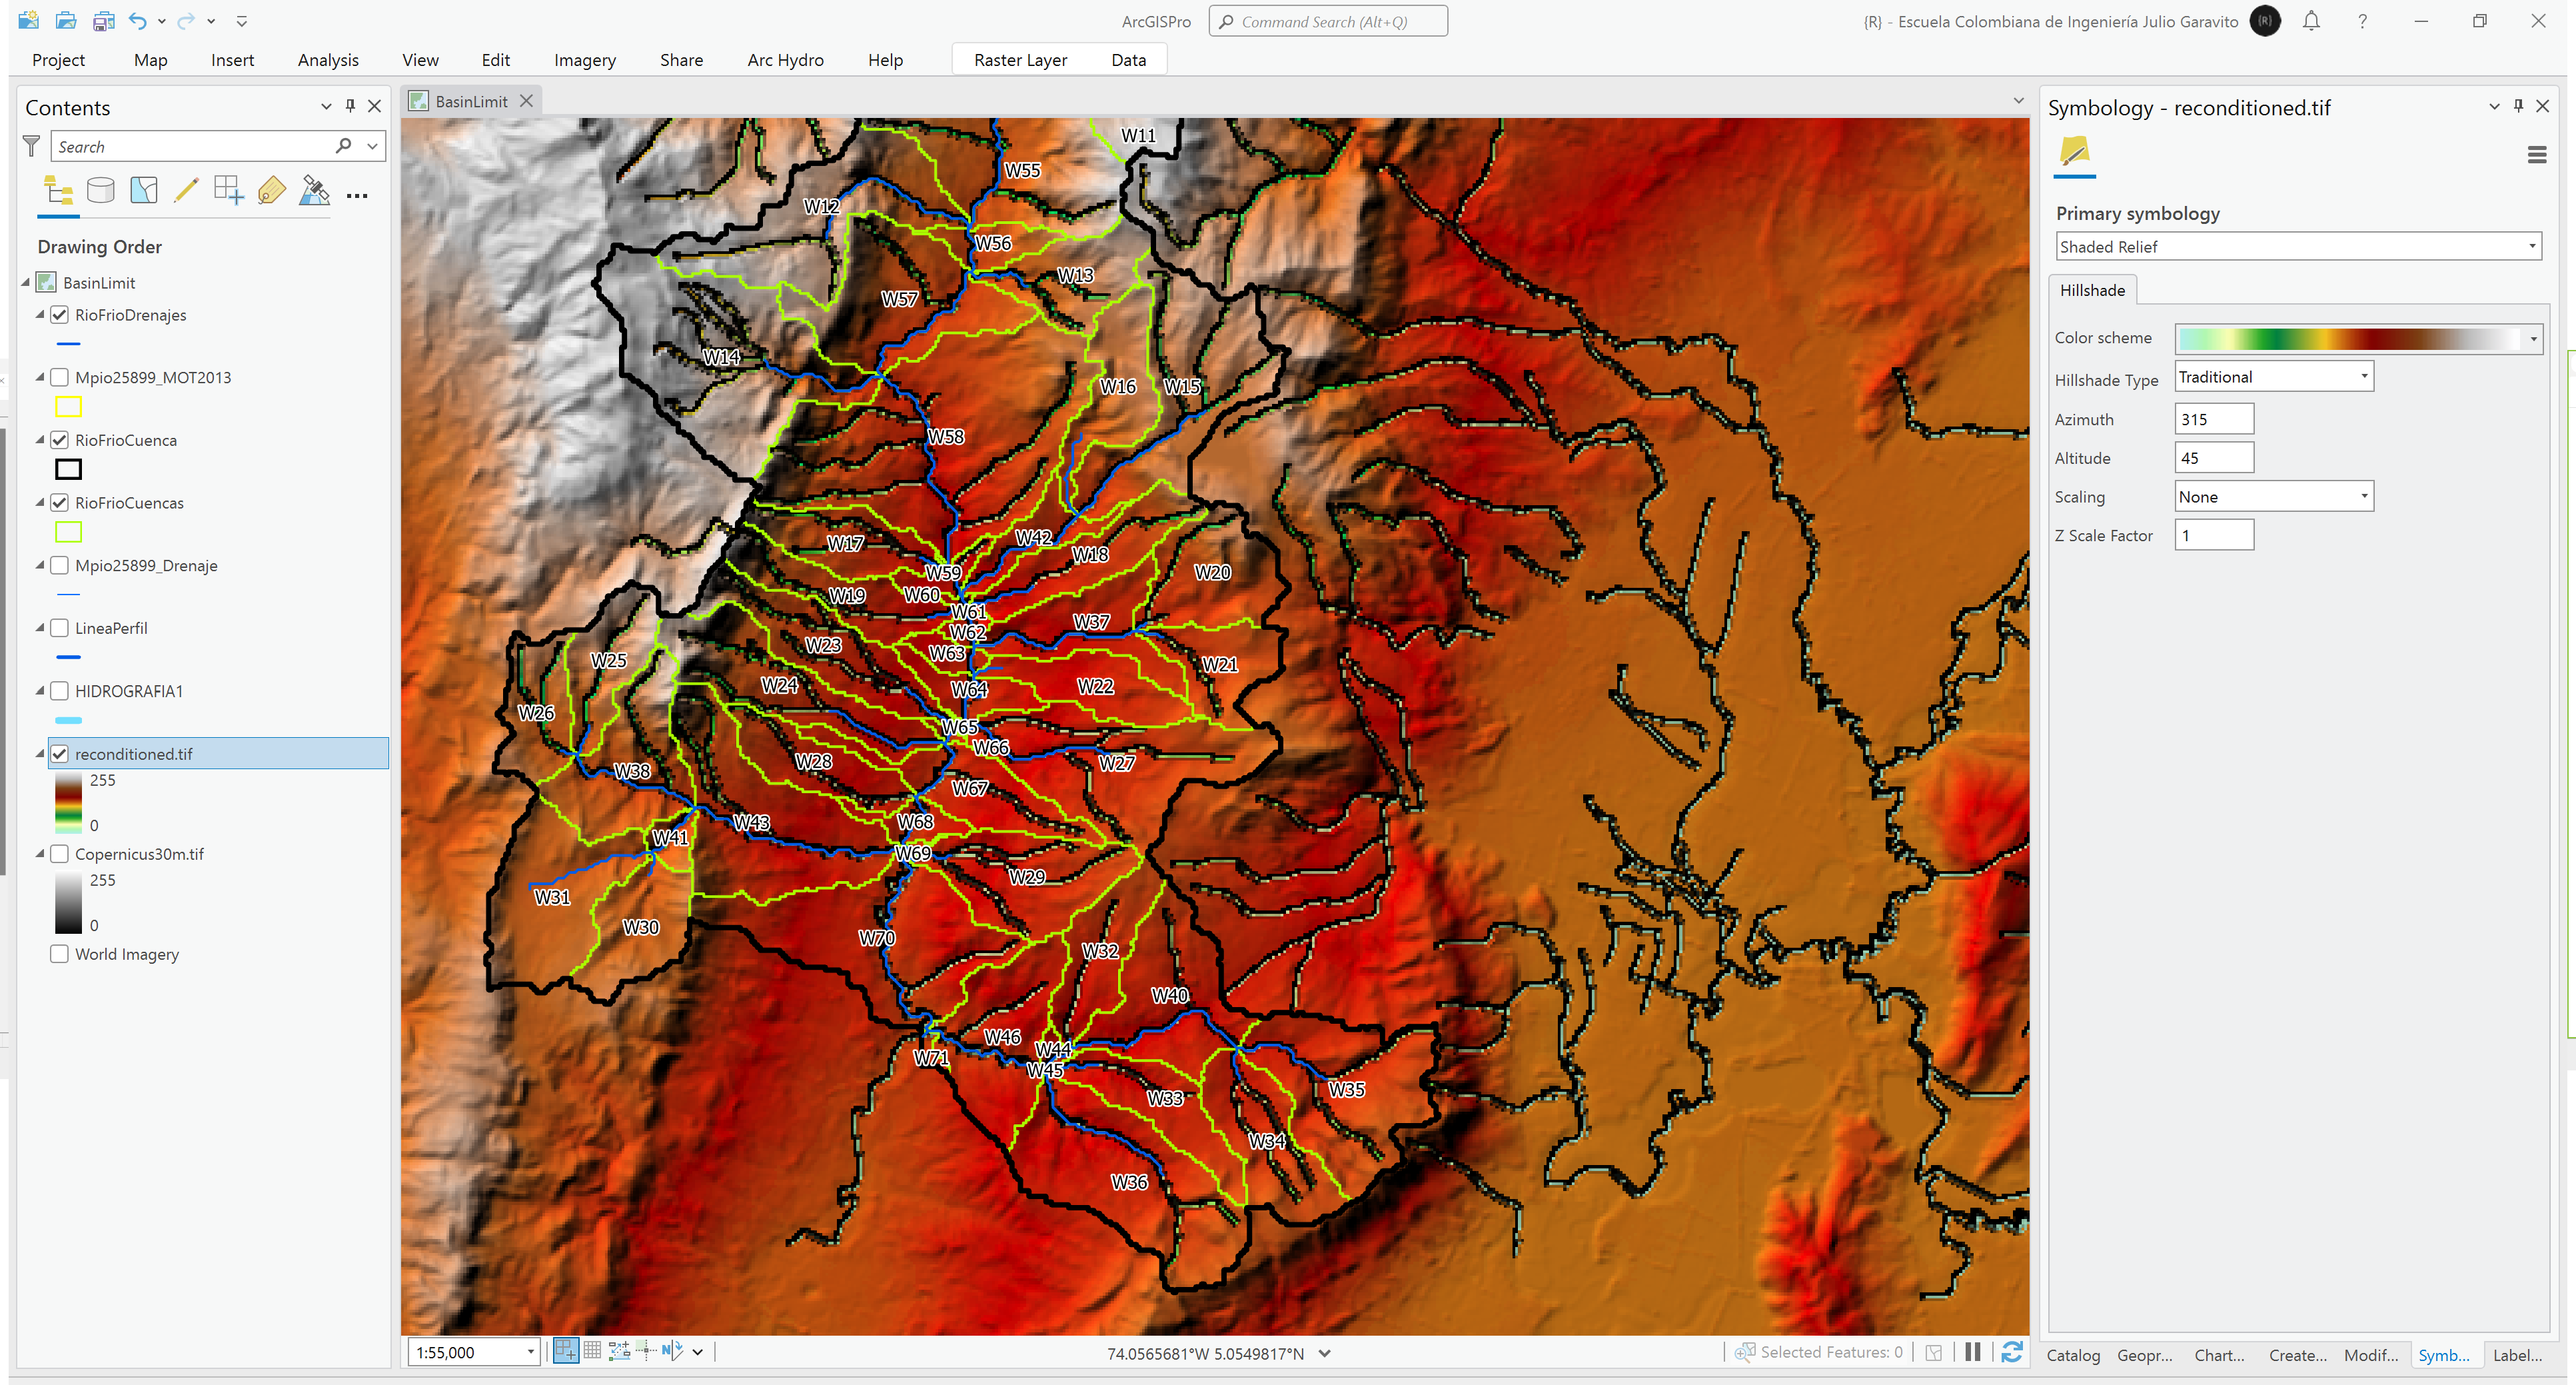 ArcGISPro
Command Search (Alt+Q)
{R} - Escuela Colombiana de Ingeniería Julio Garavito
{R}
?
Project Map Insert Analysis View Edit Imagery Share Arc Hydro Help Raster Layer Data
Contents
Search
Drawing Order
BasinLimit
RioFrioDrenajes
Mpio25899_MOT2013
RioFrioCuenca
RioFrioCuencas
Mpio25899_Drenaje
LineaPerfil
HIDROGRAFIA1
reconditioned.tif
255
0
Copernicus30m.tif
255
0
World Imagery
BasinLimit
W11
W55
W12
W56
W13
W57
W14
W16
W15
W58
W42
W17
W18
W59
W20
W60
W19
W61
W37
W62
W23
W63
W25
W21
W24
W64
W22
W26
W65
W66
W28
W27
W38
W67
W43
W68
W41
W69
W29
W31
W30
W70
W32
W40
W46
W44
W71
W45
W35
W33
W34
W36
1:55,000
74.0565681°W 5.0549817°N
Selected Features: 0
Symbology - reconditioned.tif
Primary symbology
Shaded Relief
Hillshade
Color scheme
Hillshade Type Traditional
Azimuth 315
Altitude 45
Scaling None
Z Scale Factor 1
Catalog Geopr... Chart... Create... Modif... Symb... Label...